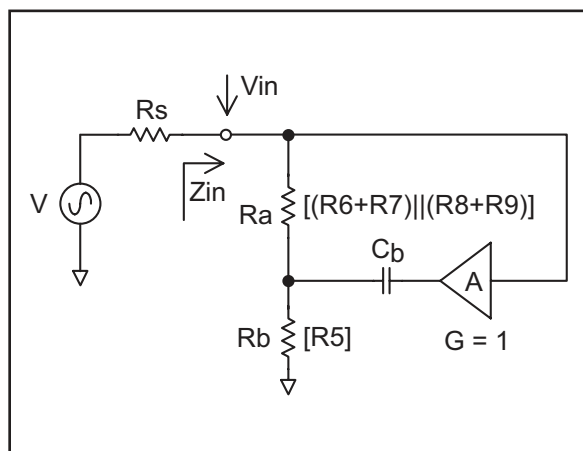 Vin
Rs
V
Zin
Ra [(R6+R7)||(R8+R9)]
Cb
A
Rb [R5]
G = 1